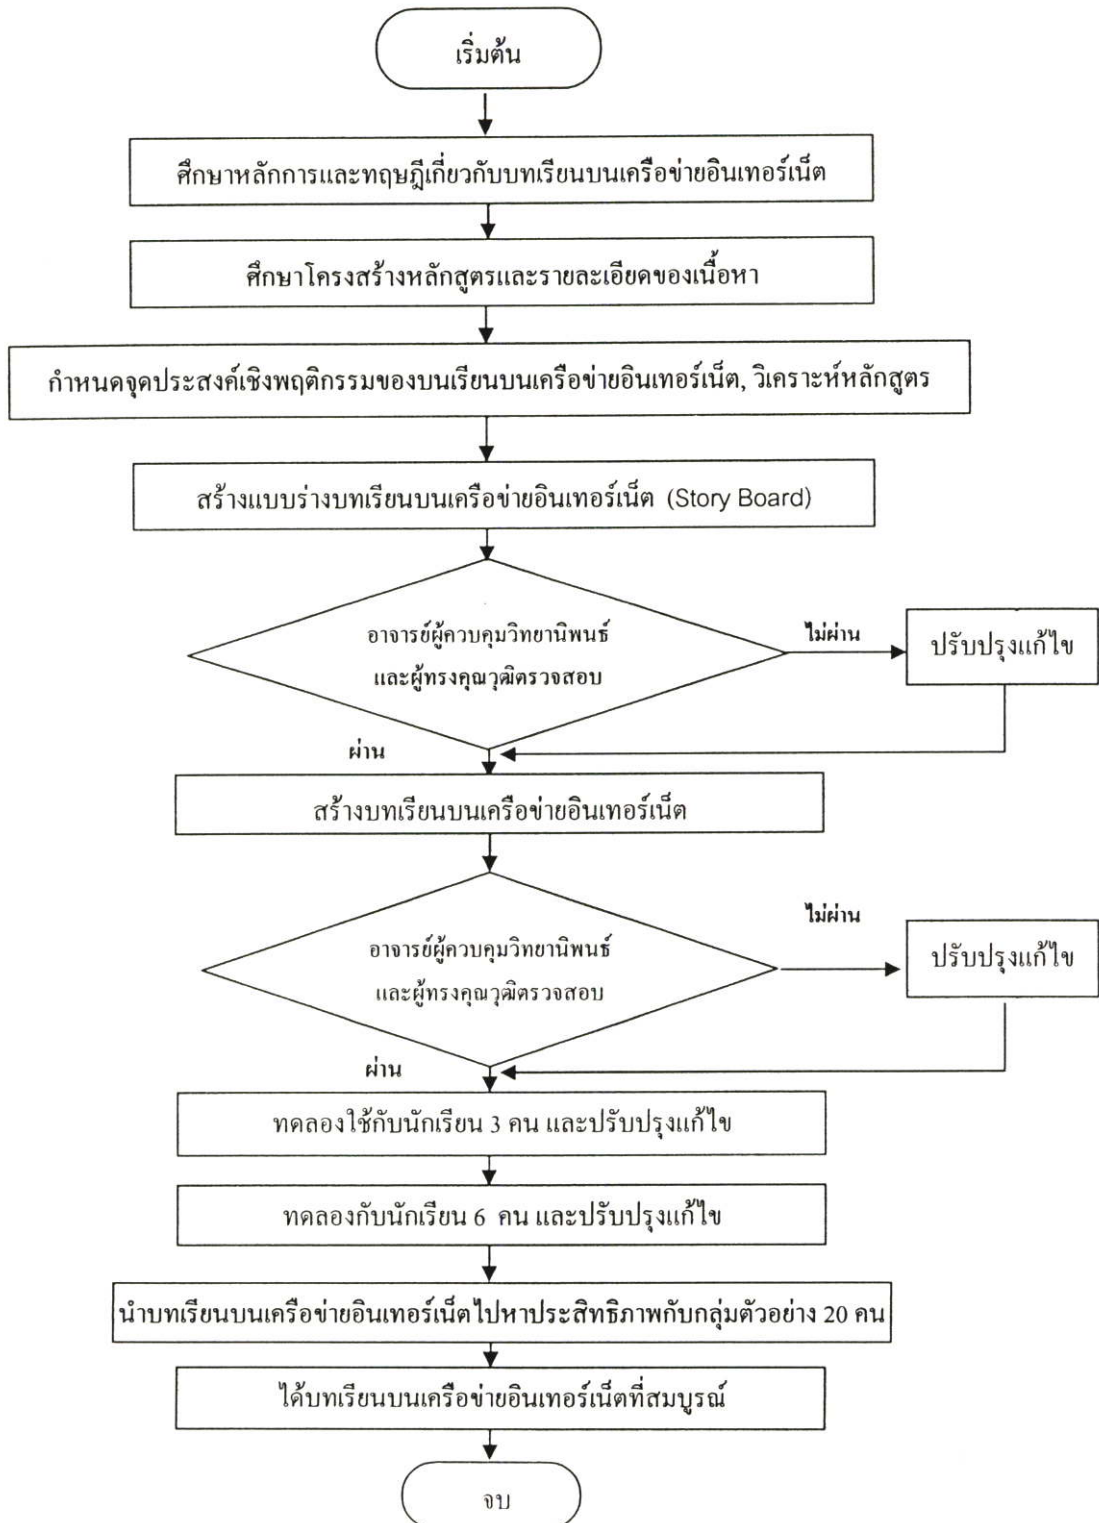 เริ่มต้น
ศึกษาหลักการและทฤษฎีเกี่ยวกับบทเรียนบนเครือข่ายอินเทอร์เน็ต
ศึกษาโครงสร้างหลักสูตรและรายละเอียดของเนื้อหา
กำหนดจุดประสงค์เชิงพฤติกรรมของบนเรียนบนเครือข่ายอินเทอร์เน็ต, วิเคราะห์หลักสูตร
สร้างแบบร่างบทเรียนบนเครือข่ายอินเทอร์เน็ต (Story Board)
อาจารย์ผู้ควบคุมวิทยานิพนธ์
และผู้ทรงคุณวุฒิตรวจสอบ
ไม่ผ่าน
ปรับปรุงแก้ไข
ผ่าน
สร้างบทเรียนบนเครือข่ายอินเทอร์เน็ต
อาจารย์ผู้ควบคุมวิทยานิพนธ์
และผู้ทรงคุณวุฒิตรวจสอบ
ไม่ผ่าน
ปรับปรุงแก้ไข
ผ่าน
ทดลองใช้กับนักเรียน 3 คน และปรับปรุงแก้ไข
ทดลองกับนักเรียน 6 คน และปรับปรุงแก้ไข
นำบทเรียนบนเครือข่ายอินเทอร์เน็ตไปหาประสิทธิภาพกับกลุ่มตัวอย่าง 20 คน
ได้บทเรียนบนเครือข่ายอินเทอร์เน็ตที่สมบูรณ์
จบ